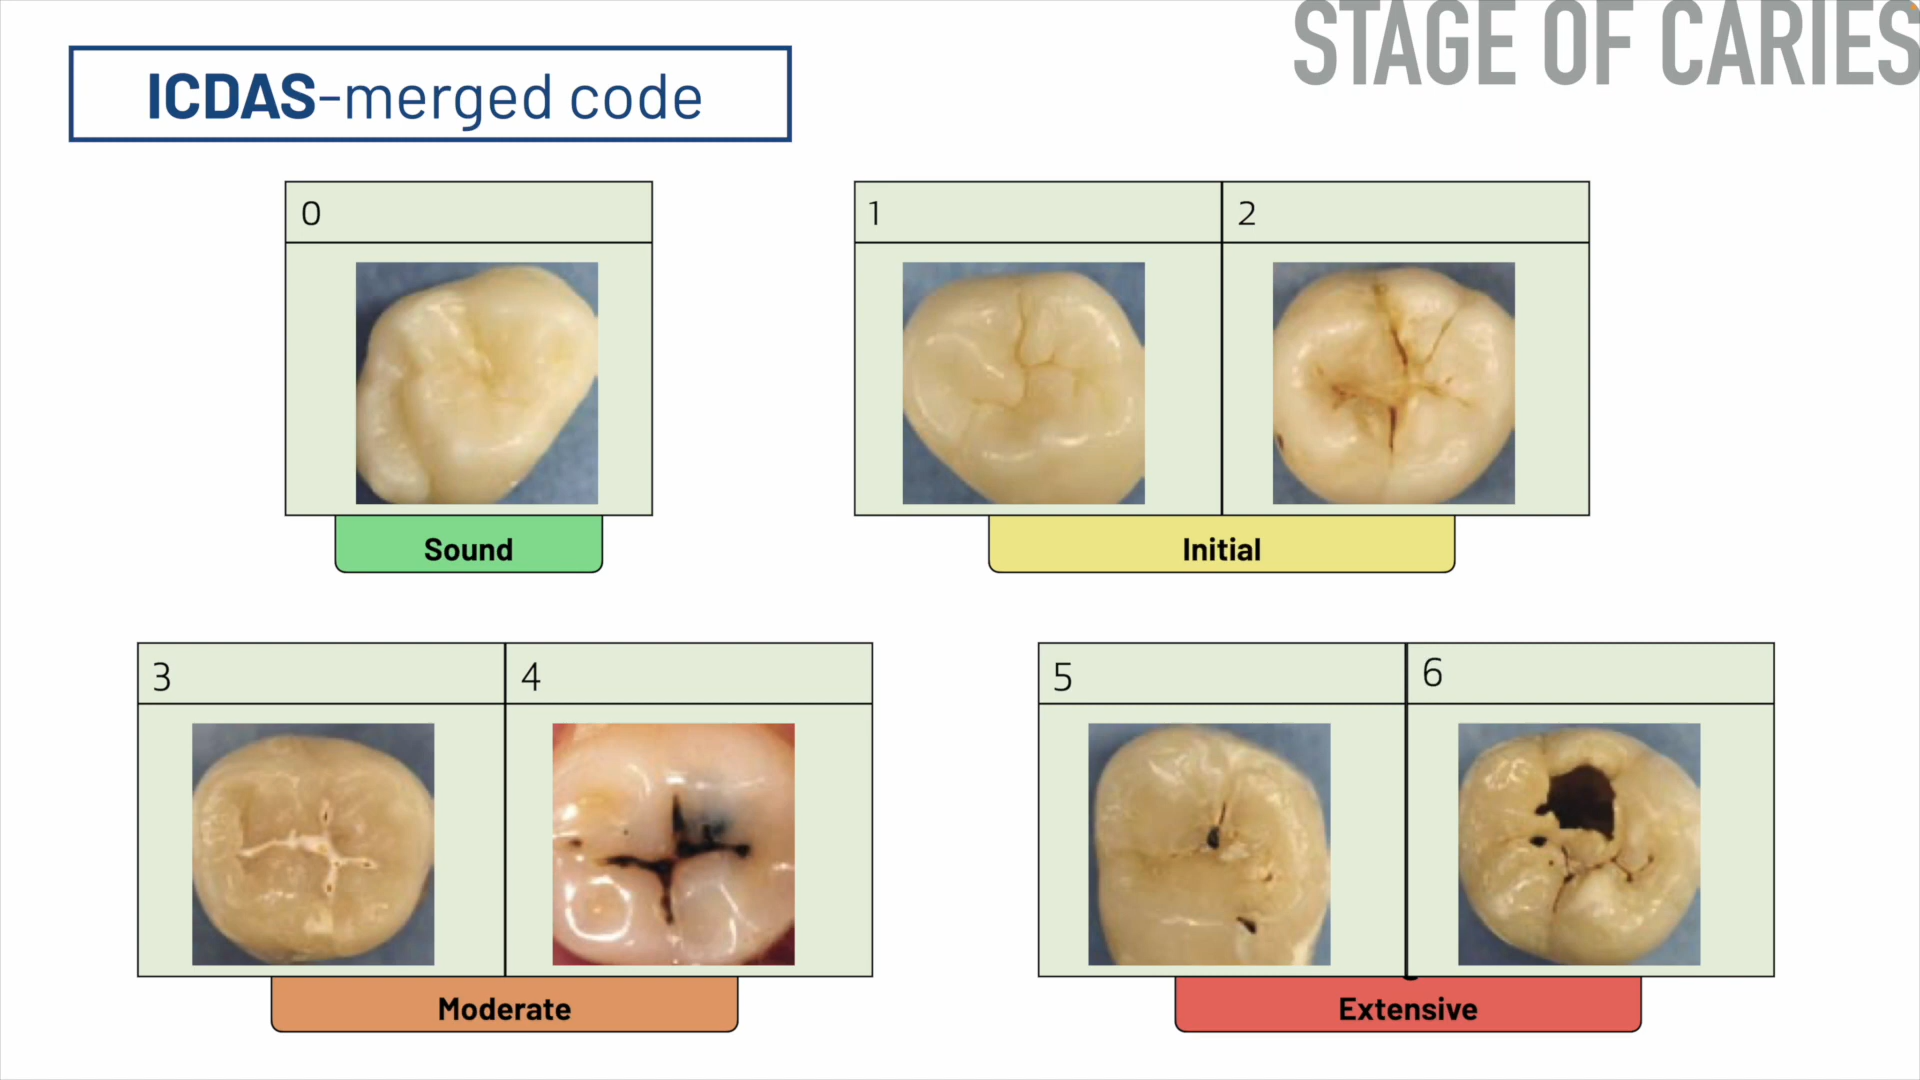 STAGE OF CARIES
ICDAS-merged code
0
1
2
Sound
Initial
3
4
5
6
Moderate
Extensive